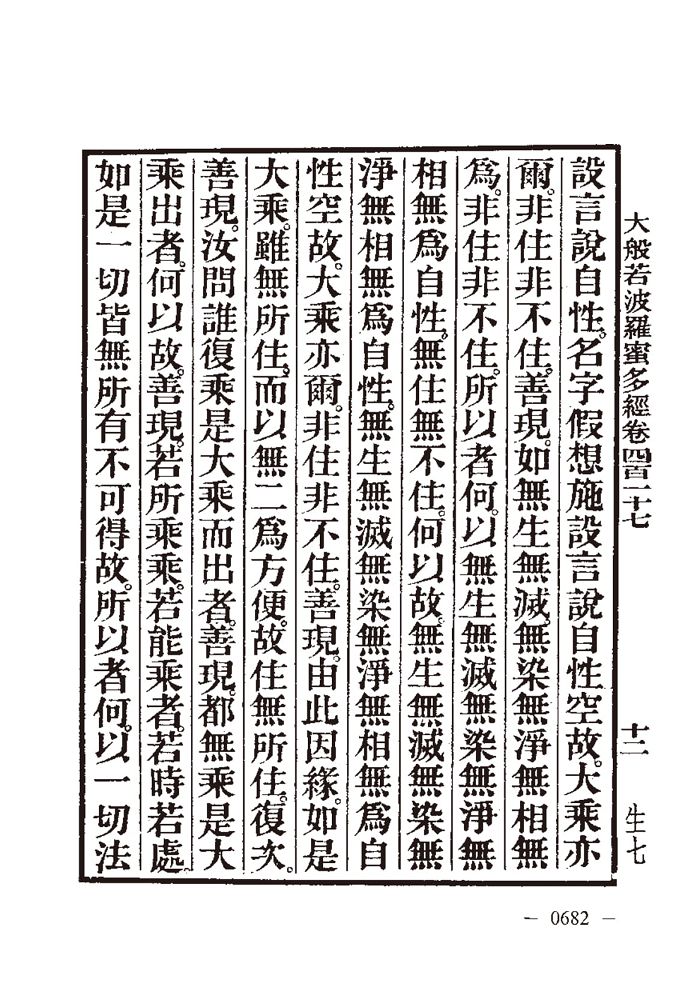 大般若波羅蜜多經卷四百二十七
十二
生七
設言說自性。名字假想施設言說自性空故。大乘亦
爾。非住非不住。善現。如無生無滅。無染無淨無相無
爲。非住非不住。所以者何。以無生無滅無染無淨無
相無爲自性。無住無不住。何以故。無生無滅無染無
淨無相無爲自性。無生無滅無染無淨無相無爲自
性空故。大乘亦爾。非住非不住。善現。由此因緣。如是
大乘。雖無所住。而以無二爲方便。故住無所住。復次。
善現。汝問誰復乘是大乘而出者。善現。都無乘是大
乘出者。何以故。善現。若所乘乘。若能乘者。若時若處
如是一切皆無所有不可得故。所以者何。以一切法
— 0682 —